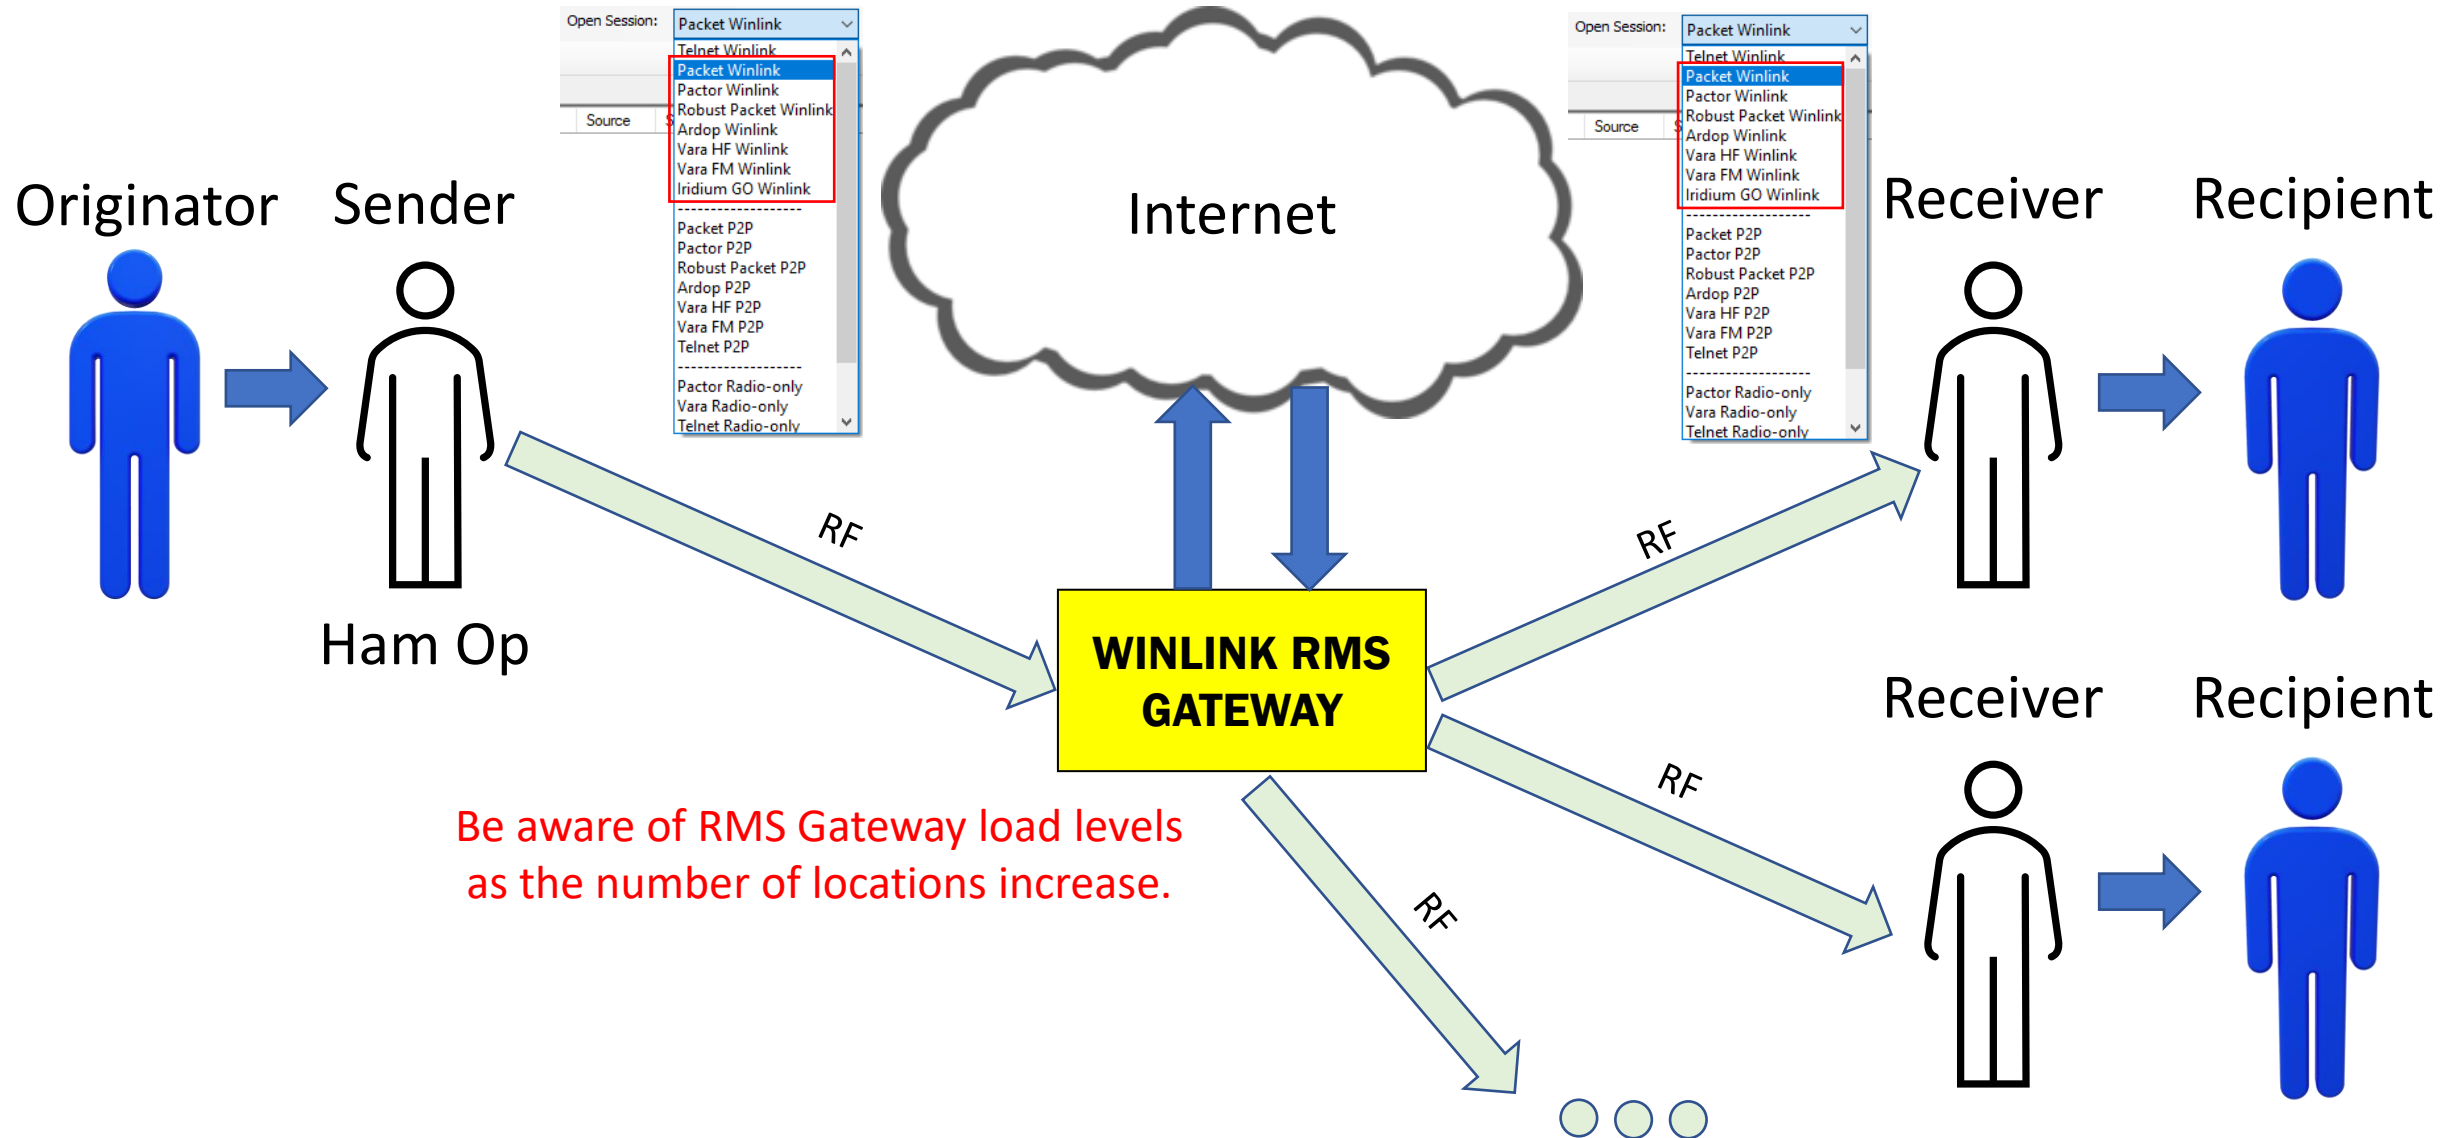 Open Session:
Packet Winlink
Telnet Winlink
Packet Winlink
Pactor Winlink
Robust Packet Winlink
Ardop Winlink
Vara HF Winlink
Vara FM Winlink
Iridium GO Winlink
-------------------
Packet P2P
Pactor P2P
Robust Packet P2P
Ardop P2P
Vara HF P2P
Vara FM P2P
Telnet P2P
-------------------
Pactor Radio-only
Vara Radio-only
Telnet Radio-only
Source
Open Session:
Packet Winlink
Telnet Winlink
Packet Winlink
Pactor Winlink
Robust Packet Winlink
Ardop Winlink
Vara HF Winlink
Vara FM Winlink
Iridium GO Winlink
-------------------
Packet P2P
Pactor P2P
Robust Packet P2P
Ardop P2P
Vara HF P2P
Vara FM P2P
Telnet P2P
-------------------
Pactor Radio-only
Vara Radio-only
Telnet Radio-only
Source
Originator
Sender
Internet
Receiver
Recipient
RF
RF
Ham Op
WINLINK RMS
GATEWAY
Receiver
Recipient
RF
Be aware of RMS Gateway load levels
as the number of locations increase.
RF